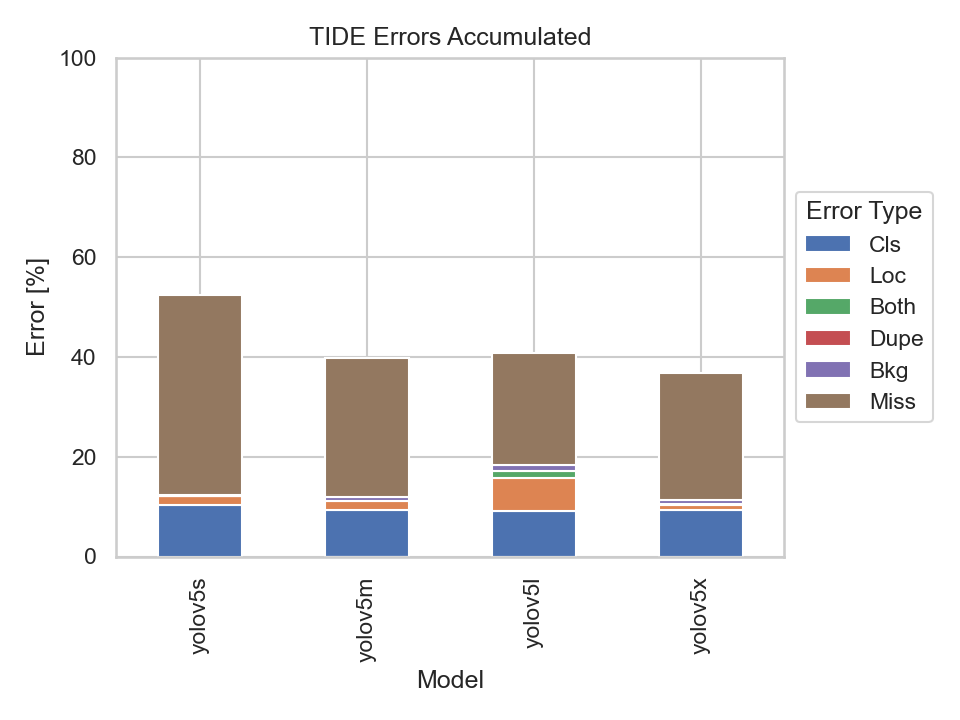 TIDE Errors Accumulated
100
80
60
40
20
0
Error [%]
yolov5s
yolov5m
yolov5l
yolov5x
Model
Error Type
Cls
Loc
Both
Dupe
Bkg
Miss